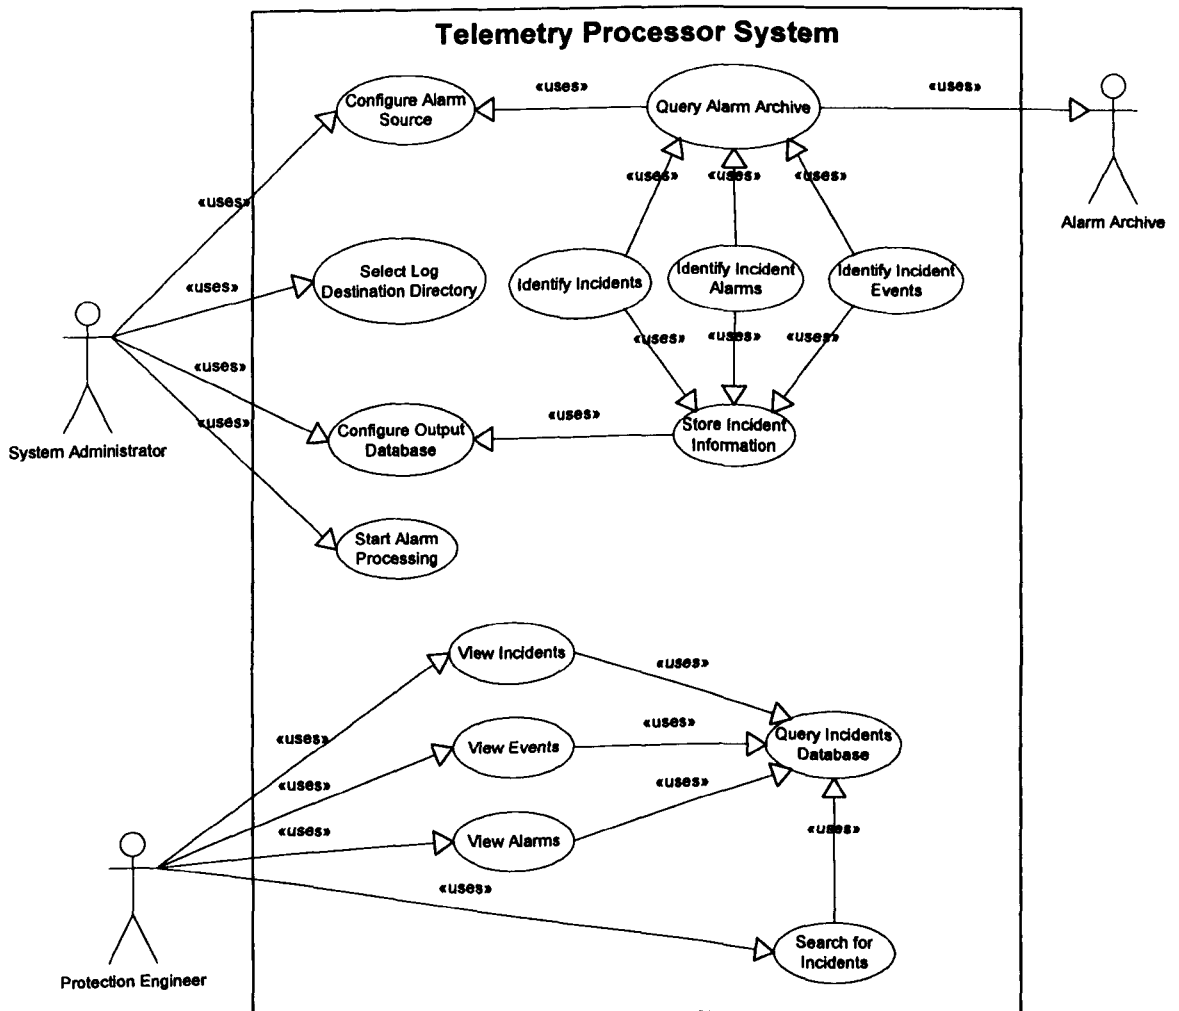 Telemetry Processor System
«uses»
«uses»
Configure Alarm
Source
Query Alarm Archive
«uses»
«uses»
«uses»
«uses»
Alarm Archive
Select Log
Destination Directory
«uses»
Identify Incidents
Identify Incident
Alarms
Identify Incident
Events
«uses»
«uses»
«uses»
«uses»
«uses»
«uses»
Configure Output
Database
Store Incident
Information
System Administrator
Start Alarm
Processing
View Incidents
«uses»
«uses»
View Events
«uses»
Query Incidents
Database
«uses»
«uses»
«uses»
View Alarms
«uses»
«uses»
Search for
Incidents
Protection Engineer